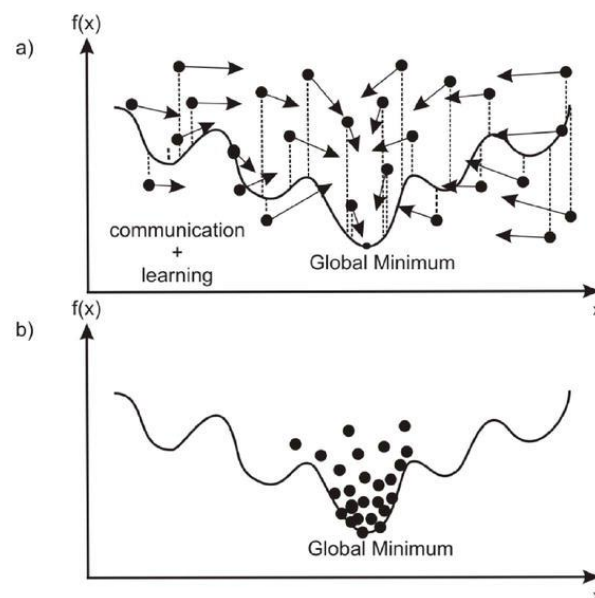 f(x)
a)
communication
+
learning
Global Minimum
f(x)
b)
Global Minimum